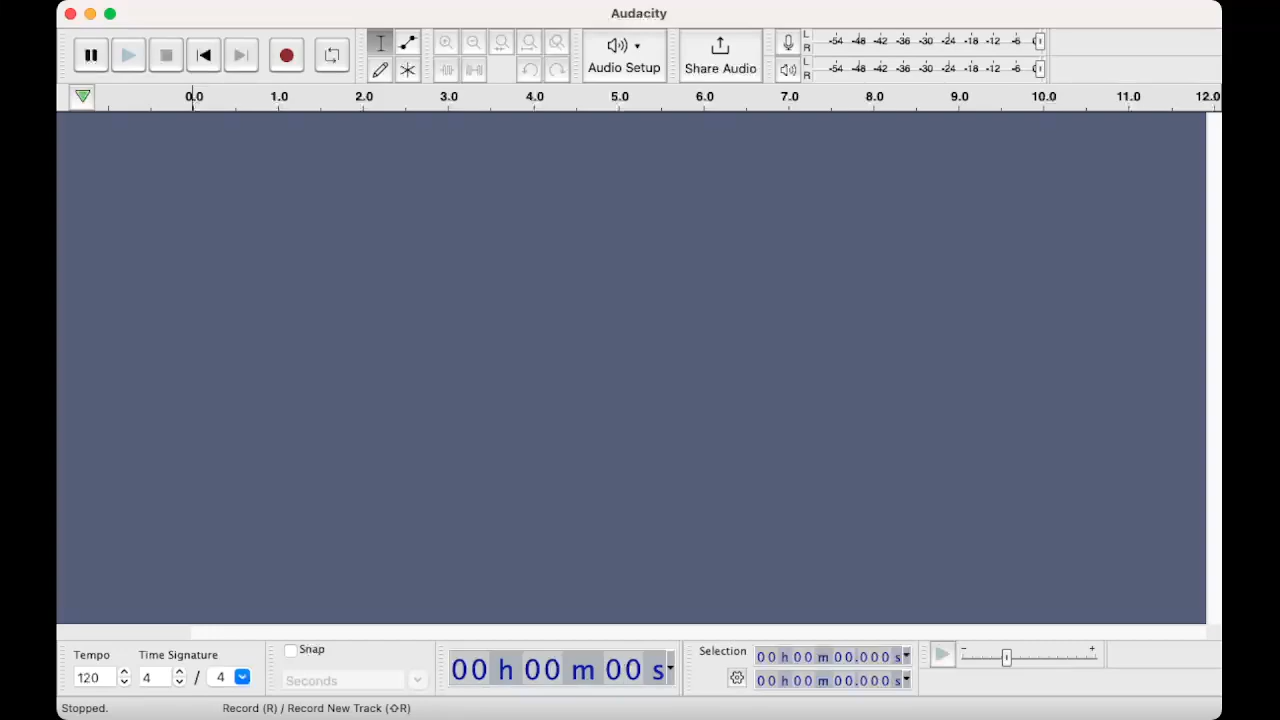 Audacity
L
R
-54 -48 -42 -36 -30 -24 -18 -12 -6 0
Audio Setup
Share Audio
L
R
-54 -48 -42 -36 -30 -24 -18 -12 -6 0
0.0 1.0 2.0 3.0 4.0 5.0 6.0 7.0 8.0 9.0 10.0 11.0 12.0
Tempo
120
Time Signature
4 / 4
Snap
Seconds
00 h 00 m 00 s
Selection
00 h 00 m 00.000 s
00 h 00 m 00.000 s
- +
Stopped.
Record (R) / Record New Track (⇧R)